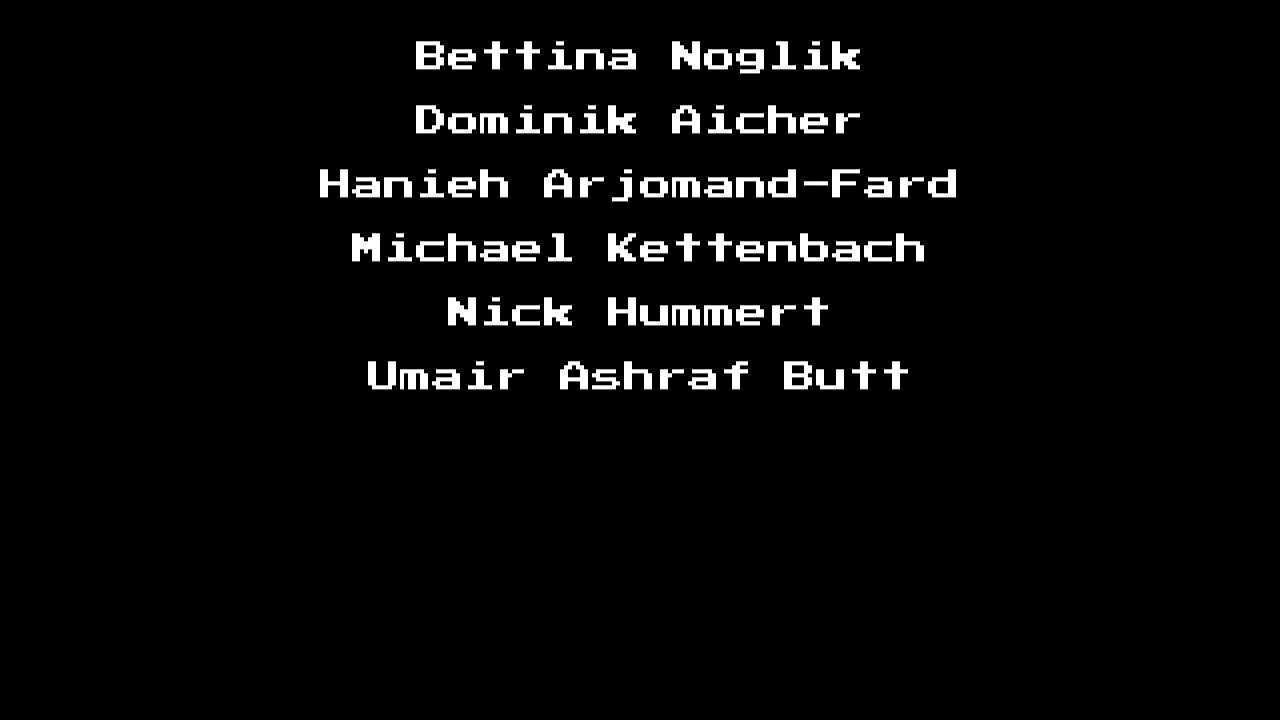 Bettina Noglik
Dominik Aicher
Hanieh Arjomand-Fard
Michael Kettenbach
Nick Hummert
Umair Ashraf Butt